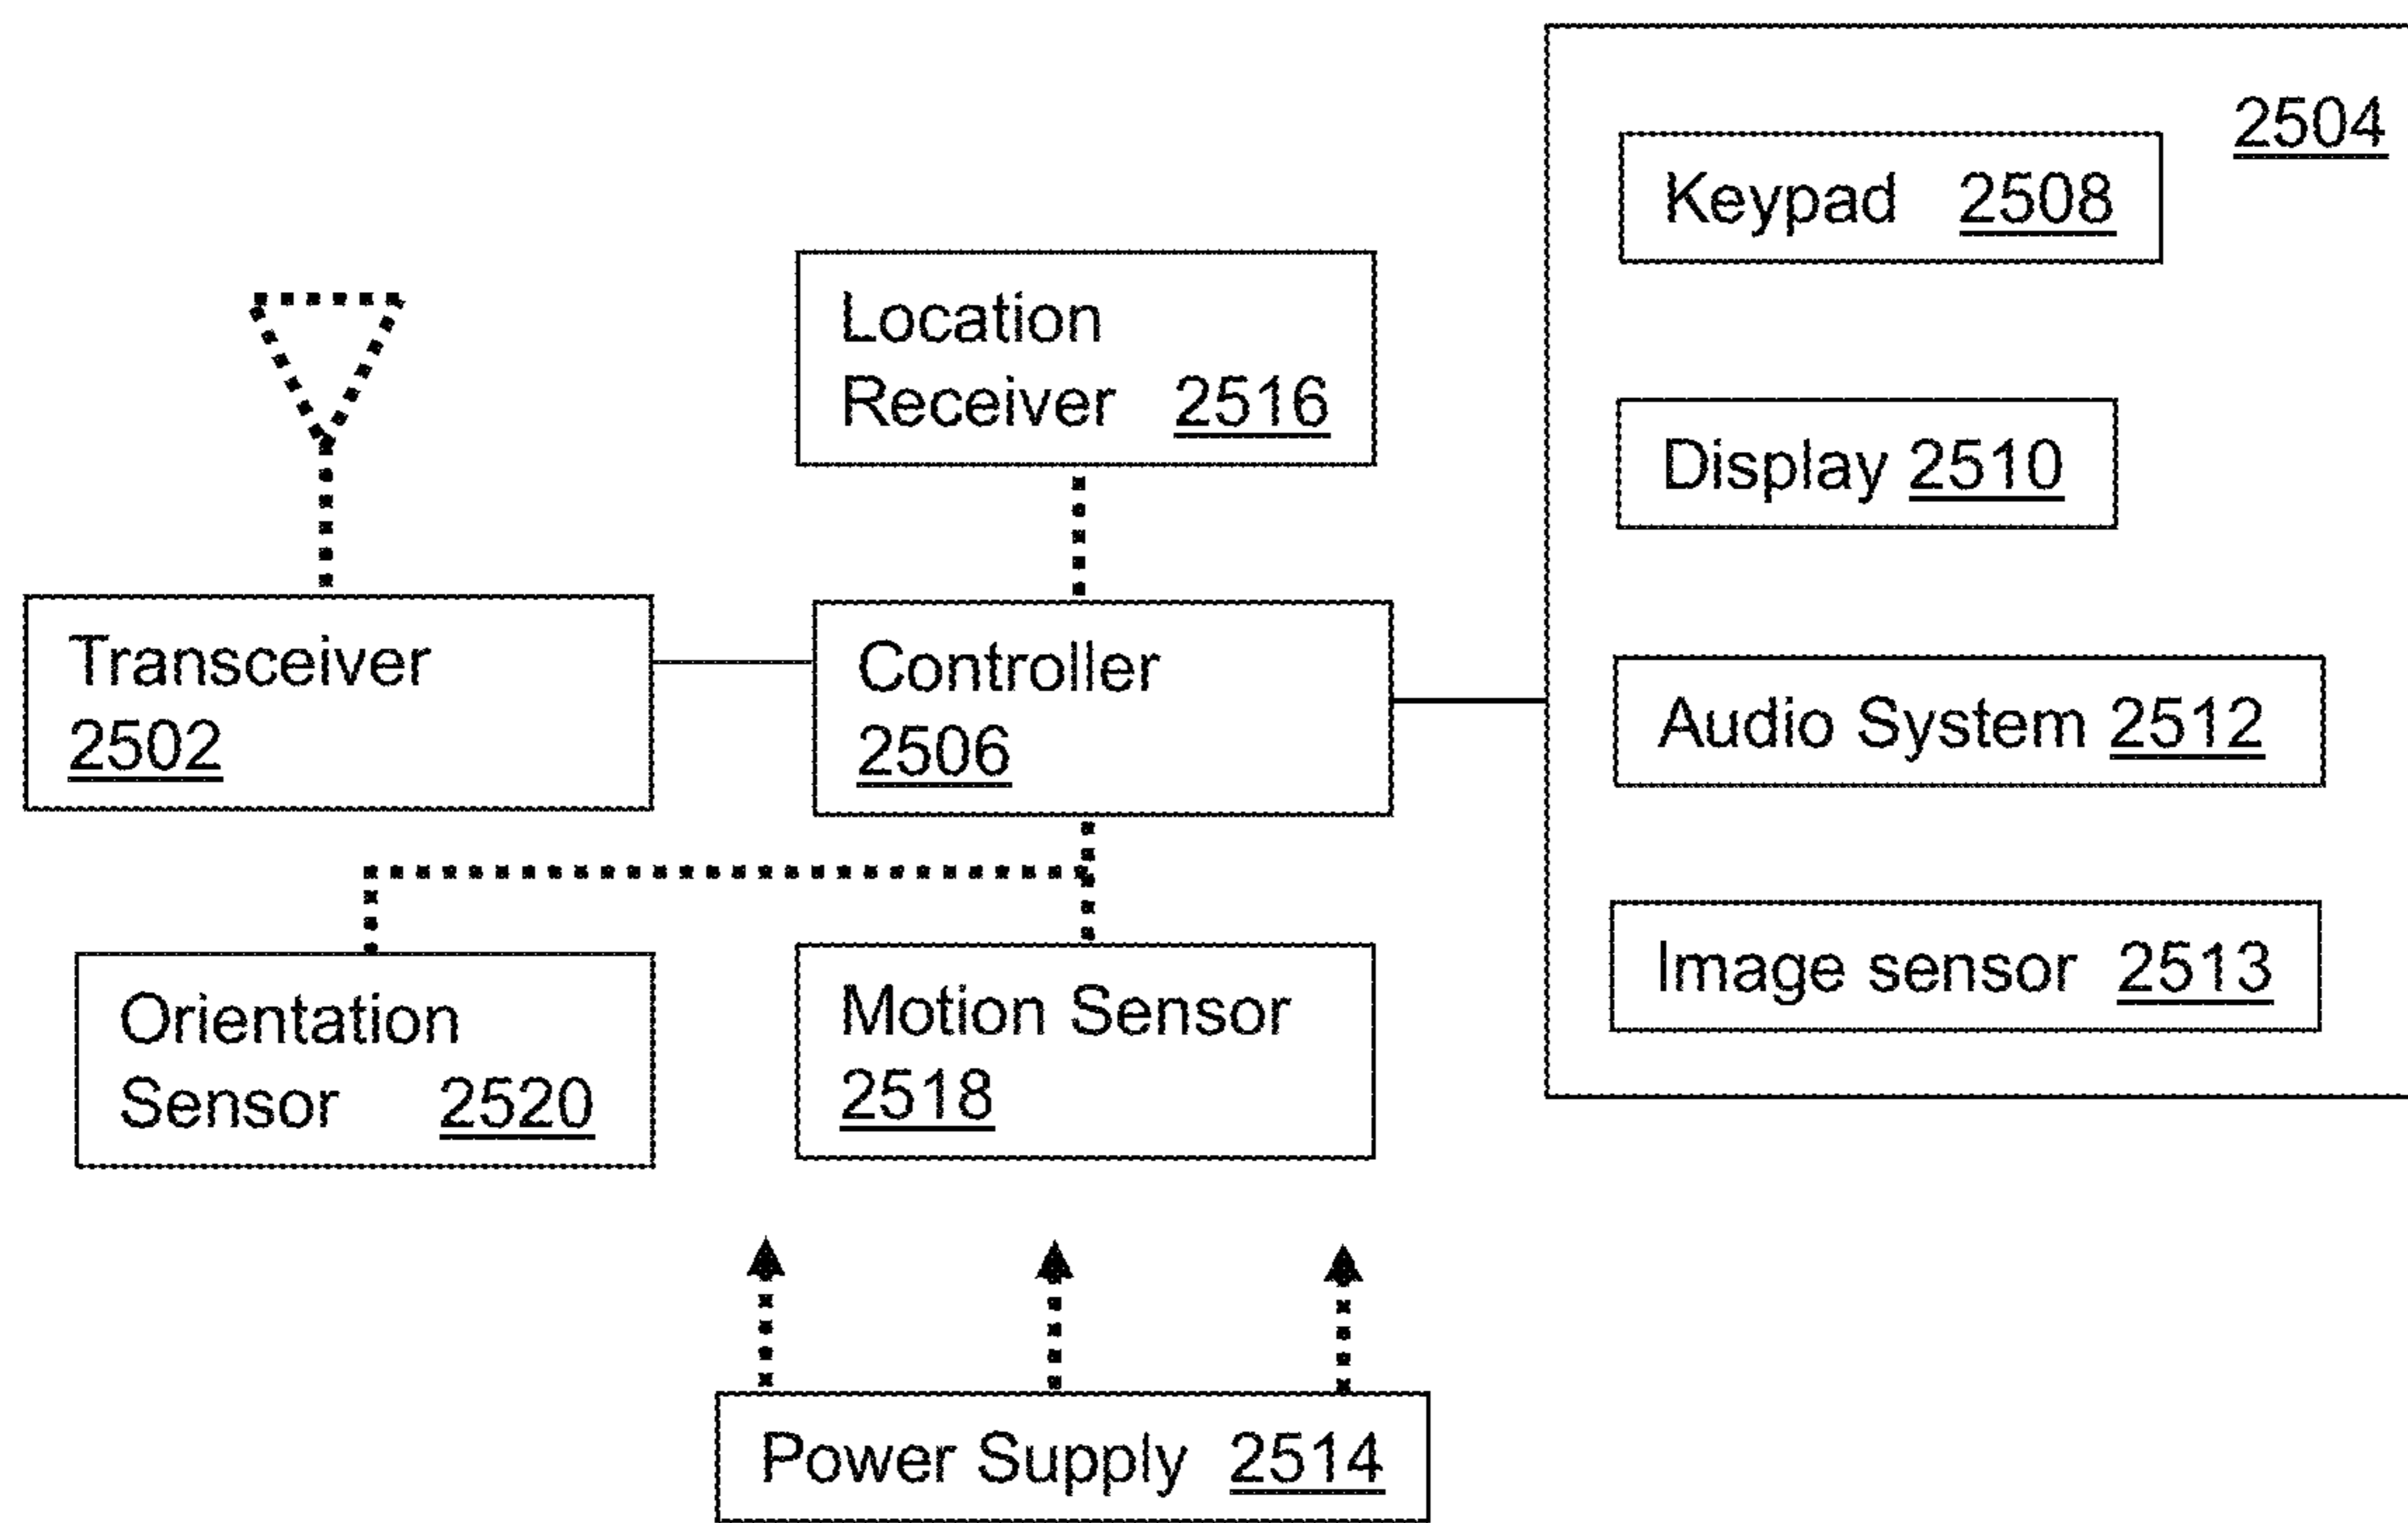 2504
Keypad 2508
Location
Receiver 2516
Display 2510
Transceiver
2502
Controller
2506
Audio System 2512
Image sensor 2513
Orientation
Sensor 2520
Motion Sensor
2518
Power Supply 2514